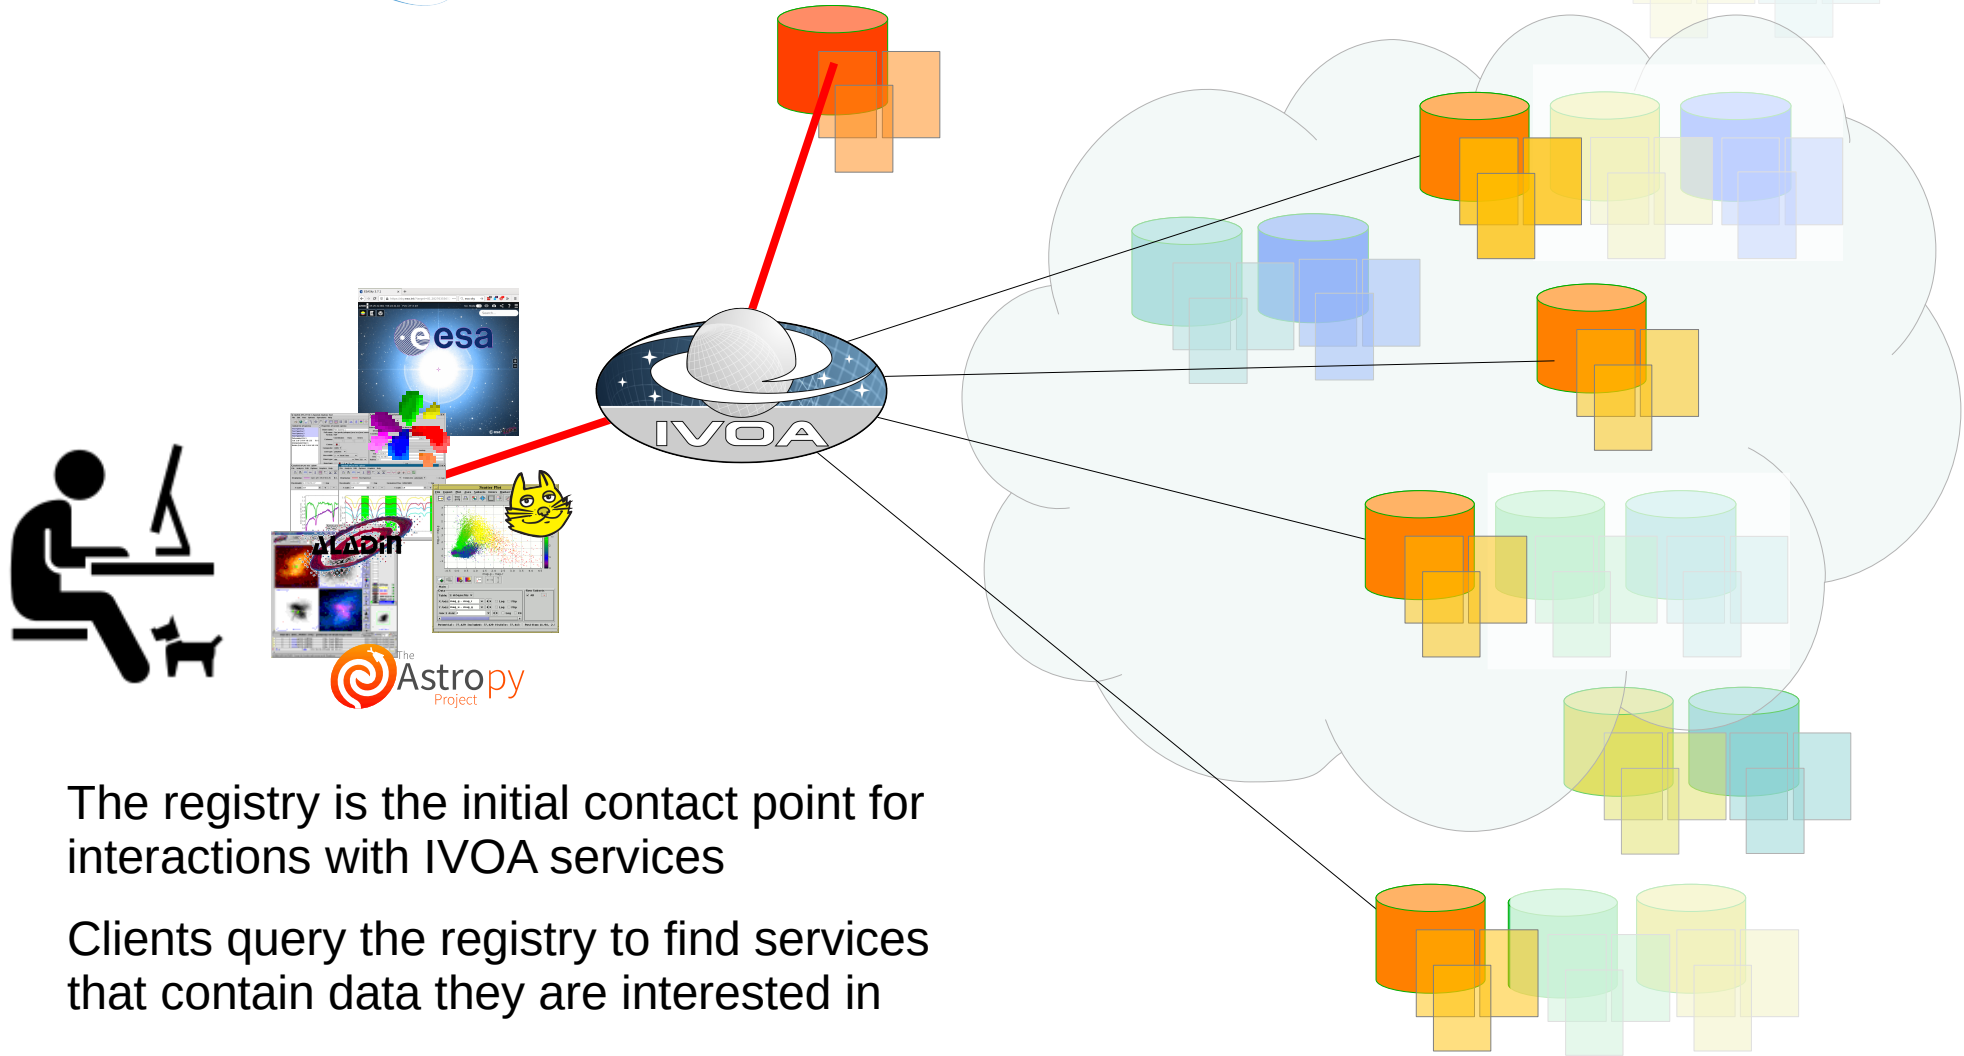 esa
IVOA
ALADIN
The
Astropy
Project
The registry is the initial contact point for
interactions with IVOA services
Clients query the registry to find services
that contain data they are interested in